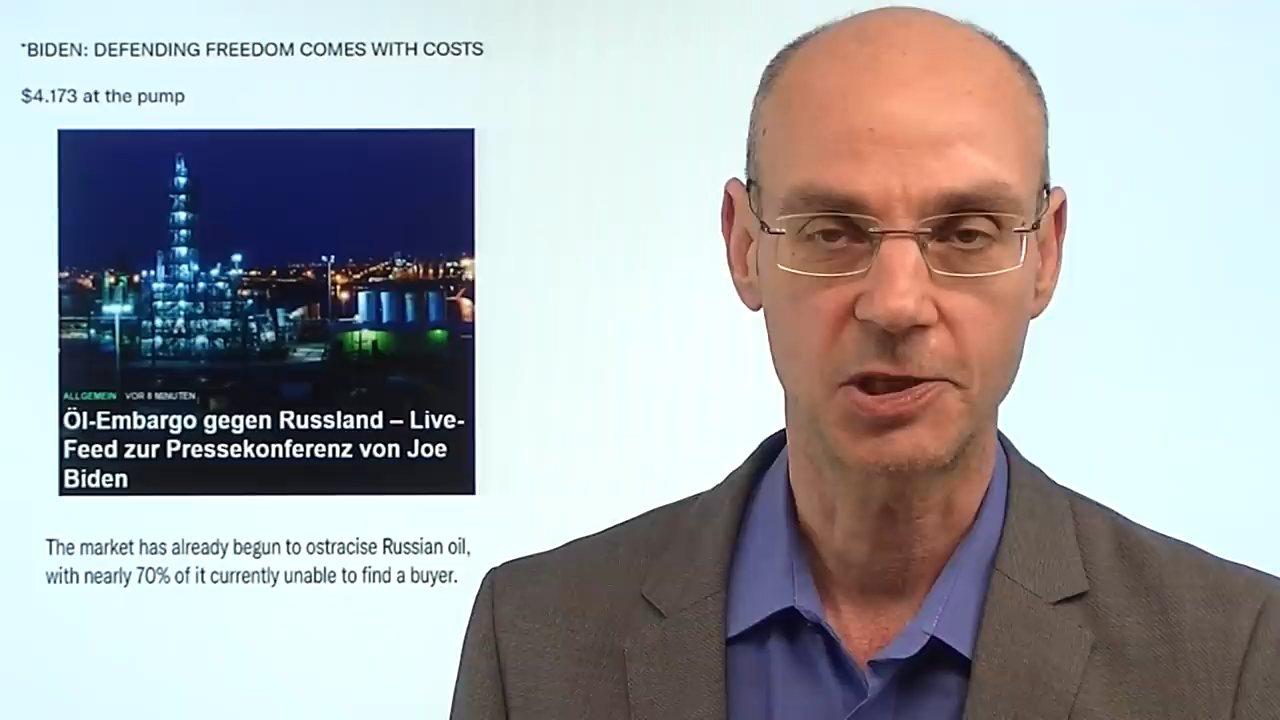 *BIDEN: DEFENDING FREEDOM COMES WITH COSTS
$4.173 at the pump
ALLGEMEIN VOR 8 MINUTEN
Öl-Embargo gegen Russland – Live-
Feed zur Pressekonferenz von Joe
Biden
The market has already begun to ostracise Russian oil,
with nearly 70% of it currently unable to find a buyer.